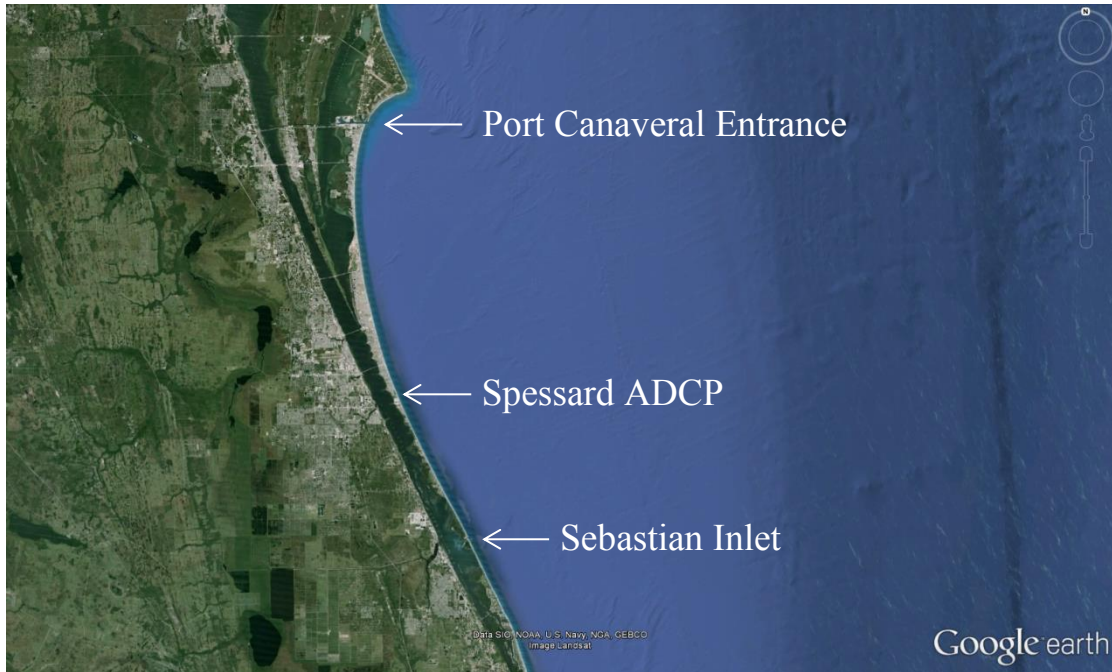 N
Port Canaveral Entrance
Spessard ADCP
Sebastian Inlet
Data SIO, NOAA, U.S. Navy, NGA, GEBCO
Image Landsat
Google earth